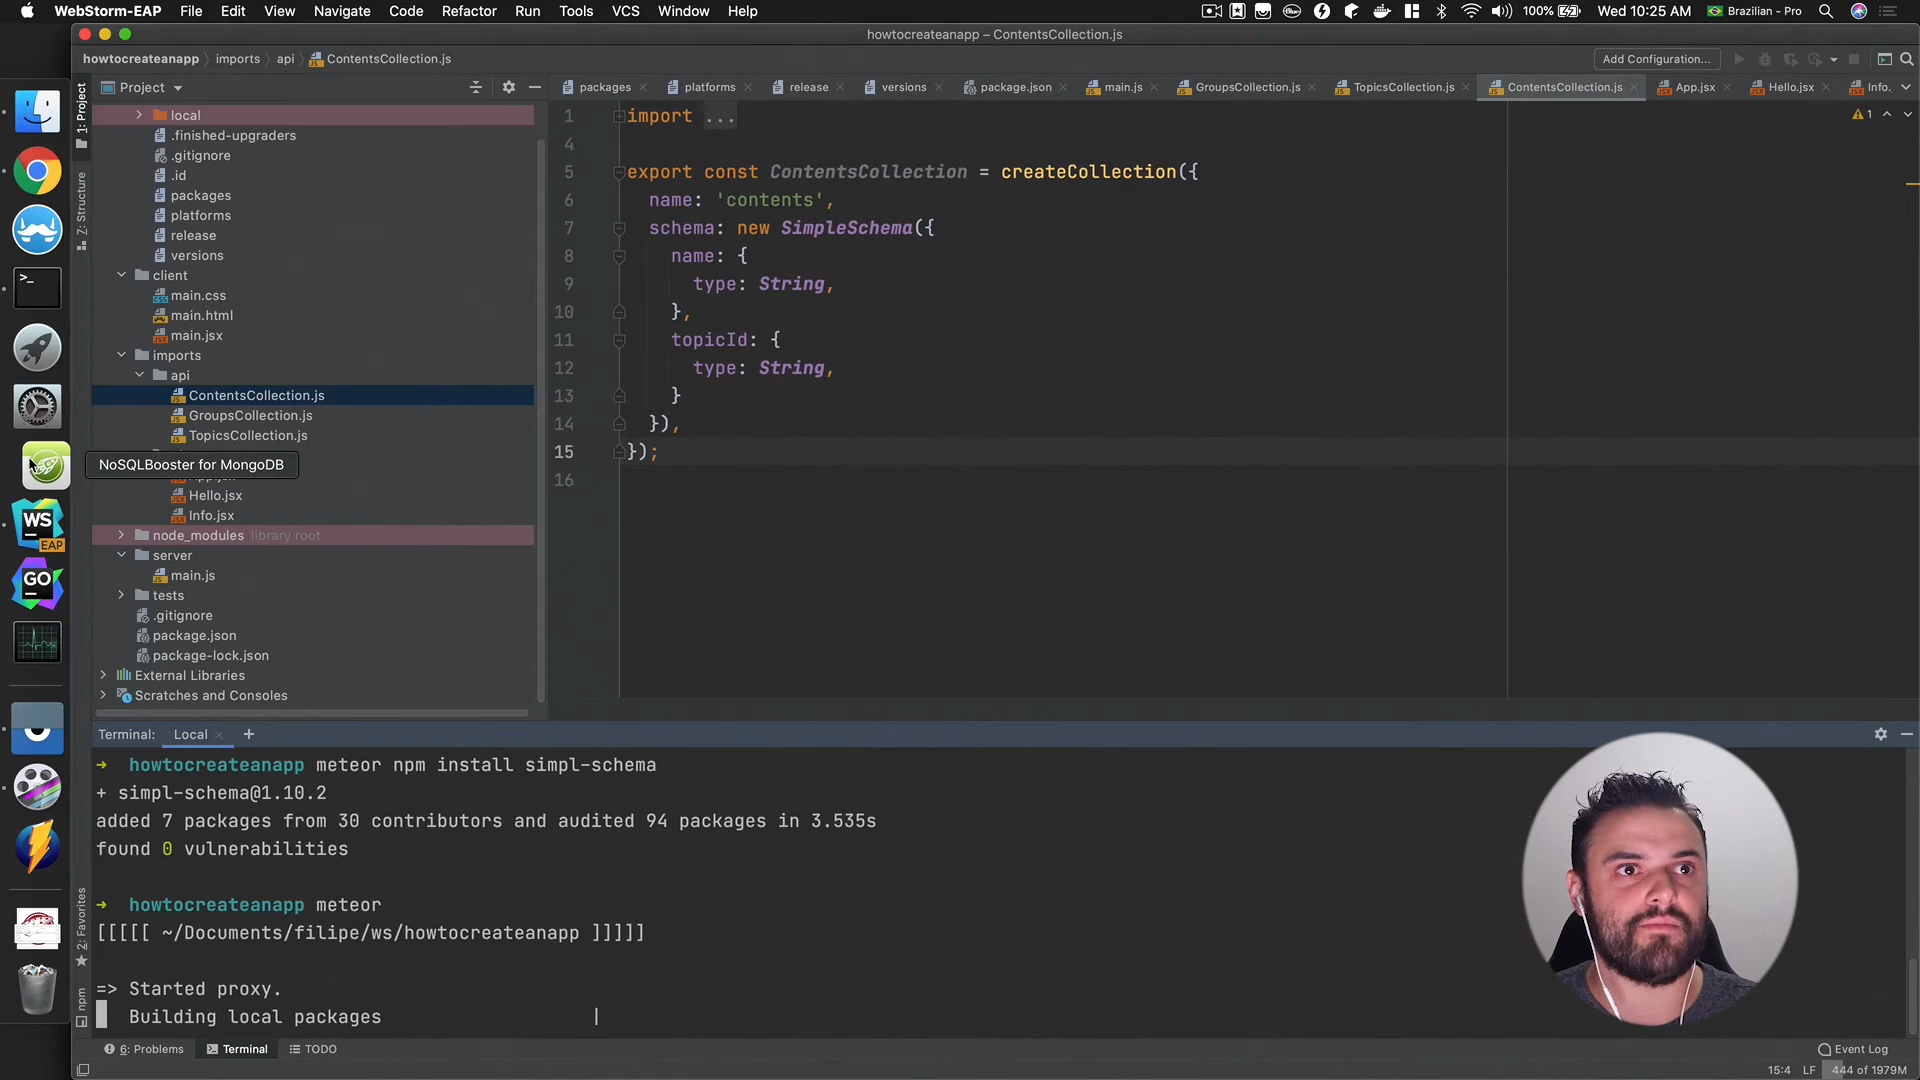 WebStorm-EAP File Edit View Navigate Code Refactor Run Tools VCS Window Help 100% Wed 10:25 AM Brazilian - Pro
howtocreateanapp – ContentsCollection.js
howtocreateanapp imports api ContentsCollection.js Add Configuration...
Project packages platforms release versions package.json main.js GroupsCollection.js TopicsCollection.js ContentsCollection.js App.jsx Hello.jsx Info.
1: Project
Z: Structure
2: Favorites
npm
local
.finished-upgraders
.gitignore
.id
packages
platforms
release
versions
client
main.css
main.html
main.jsx
imports
api
ContentsCollection.js
GroupsCollection.js
TopicsCollection.js
NoSQLBooster for MongoDB
Hello.jsx
Info.jsx
node_modules library root
server
main.js
tests
.gitignore
package.json
package-lock.json
External Libraries
Scratches and Consoles
WS
EAP
GO
1 import ...
4
5 export const ContentsCollection = createCollection({
6 name: 'contents',
7 schema: new SimpleSchema({
8 name: {
9 type: String,
10 },
11 topicId: {
12 type: String,
13 }
14 }),
15 });
16
1
Terminal: Local +
→ howtocreateanapp meteor npm install simpl-schema
+ simpl-schema@1.10.2
added 7 packages from 30 contributors and audited 94 packages in 3.535s
found 0 vulnerabilities
→ howtocreateanapp meteor
[[[[[ ~/Documents/filipe/ws/howtocreateanapp ]]]]]
=> Started proxy.
Building local packages |
6: Problems Terminal TODO Event Log
15:4 LF 444 of 1979M